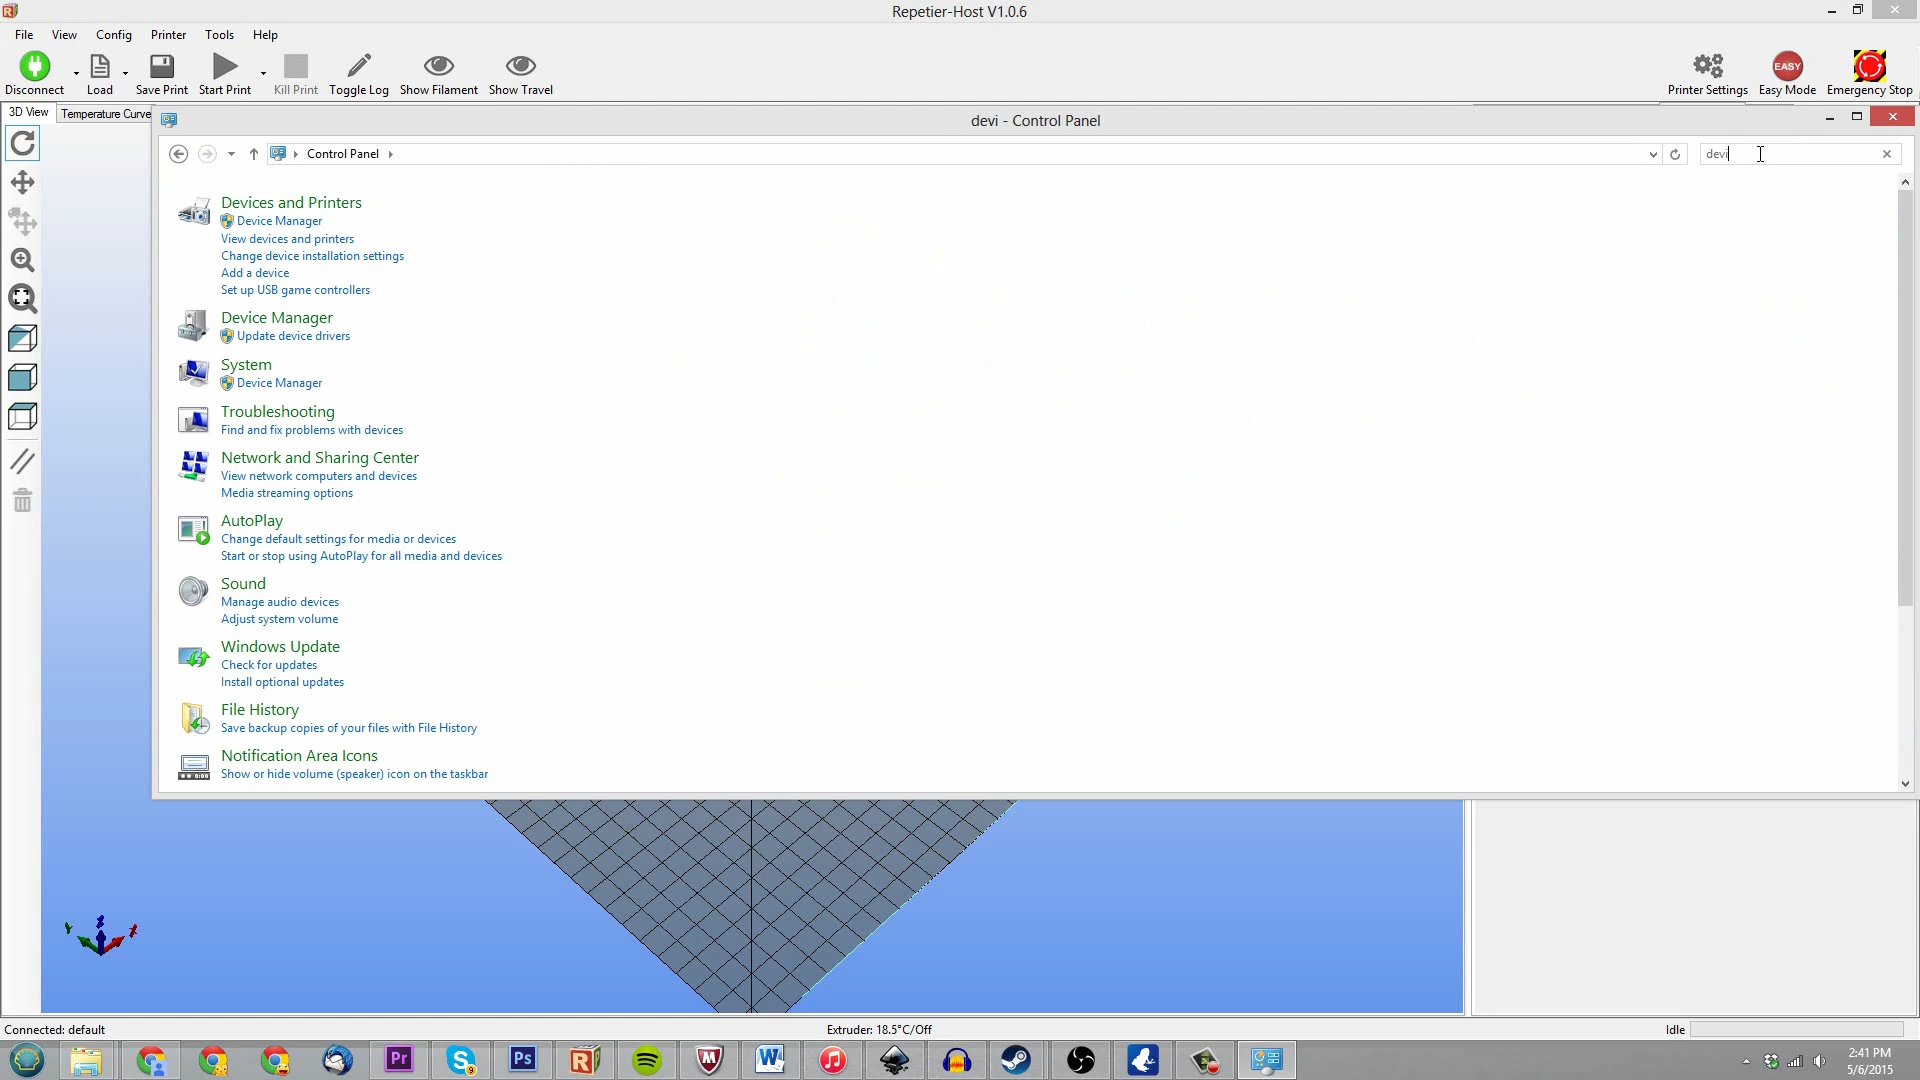 Repetier-Host V1.0.6
File View Config Printer Tools Help
Disconnect Load Save Print Start Print Kill Print Toggle Log Show Filament Show Travel EASY Printer Settings Easy Mode Emergency Stop
3D View Temperature Curve
devi - Control Panel
Control Panel devi
Devices and Printers
Device Manager
View devices and printers
Change device installation settings
Add a device
Set up USB game controllers
Device Manager
Update device drivers
System
Device Manager
Troubleshooting
Find and fix problems with devices
Network and Sharing Center
View network computers and devices
Media streaming options
AutoPlay
Change default settings for media or devices
Start or stop using AutoPlay for all media and devices
Sound
Manage audio devices
Adjust system volume
Windows Update
Check for updates
Install optional updates
File History
Save backup copies of your files with File History
Notification Area Icons
Show or hide volume (speaker) icon on the taskbar
Connected: default Extruder: 18.5°C/Off Idle
Pr S 9 Ps R W 2:41 PM
5/6/2015